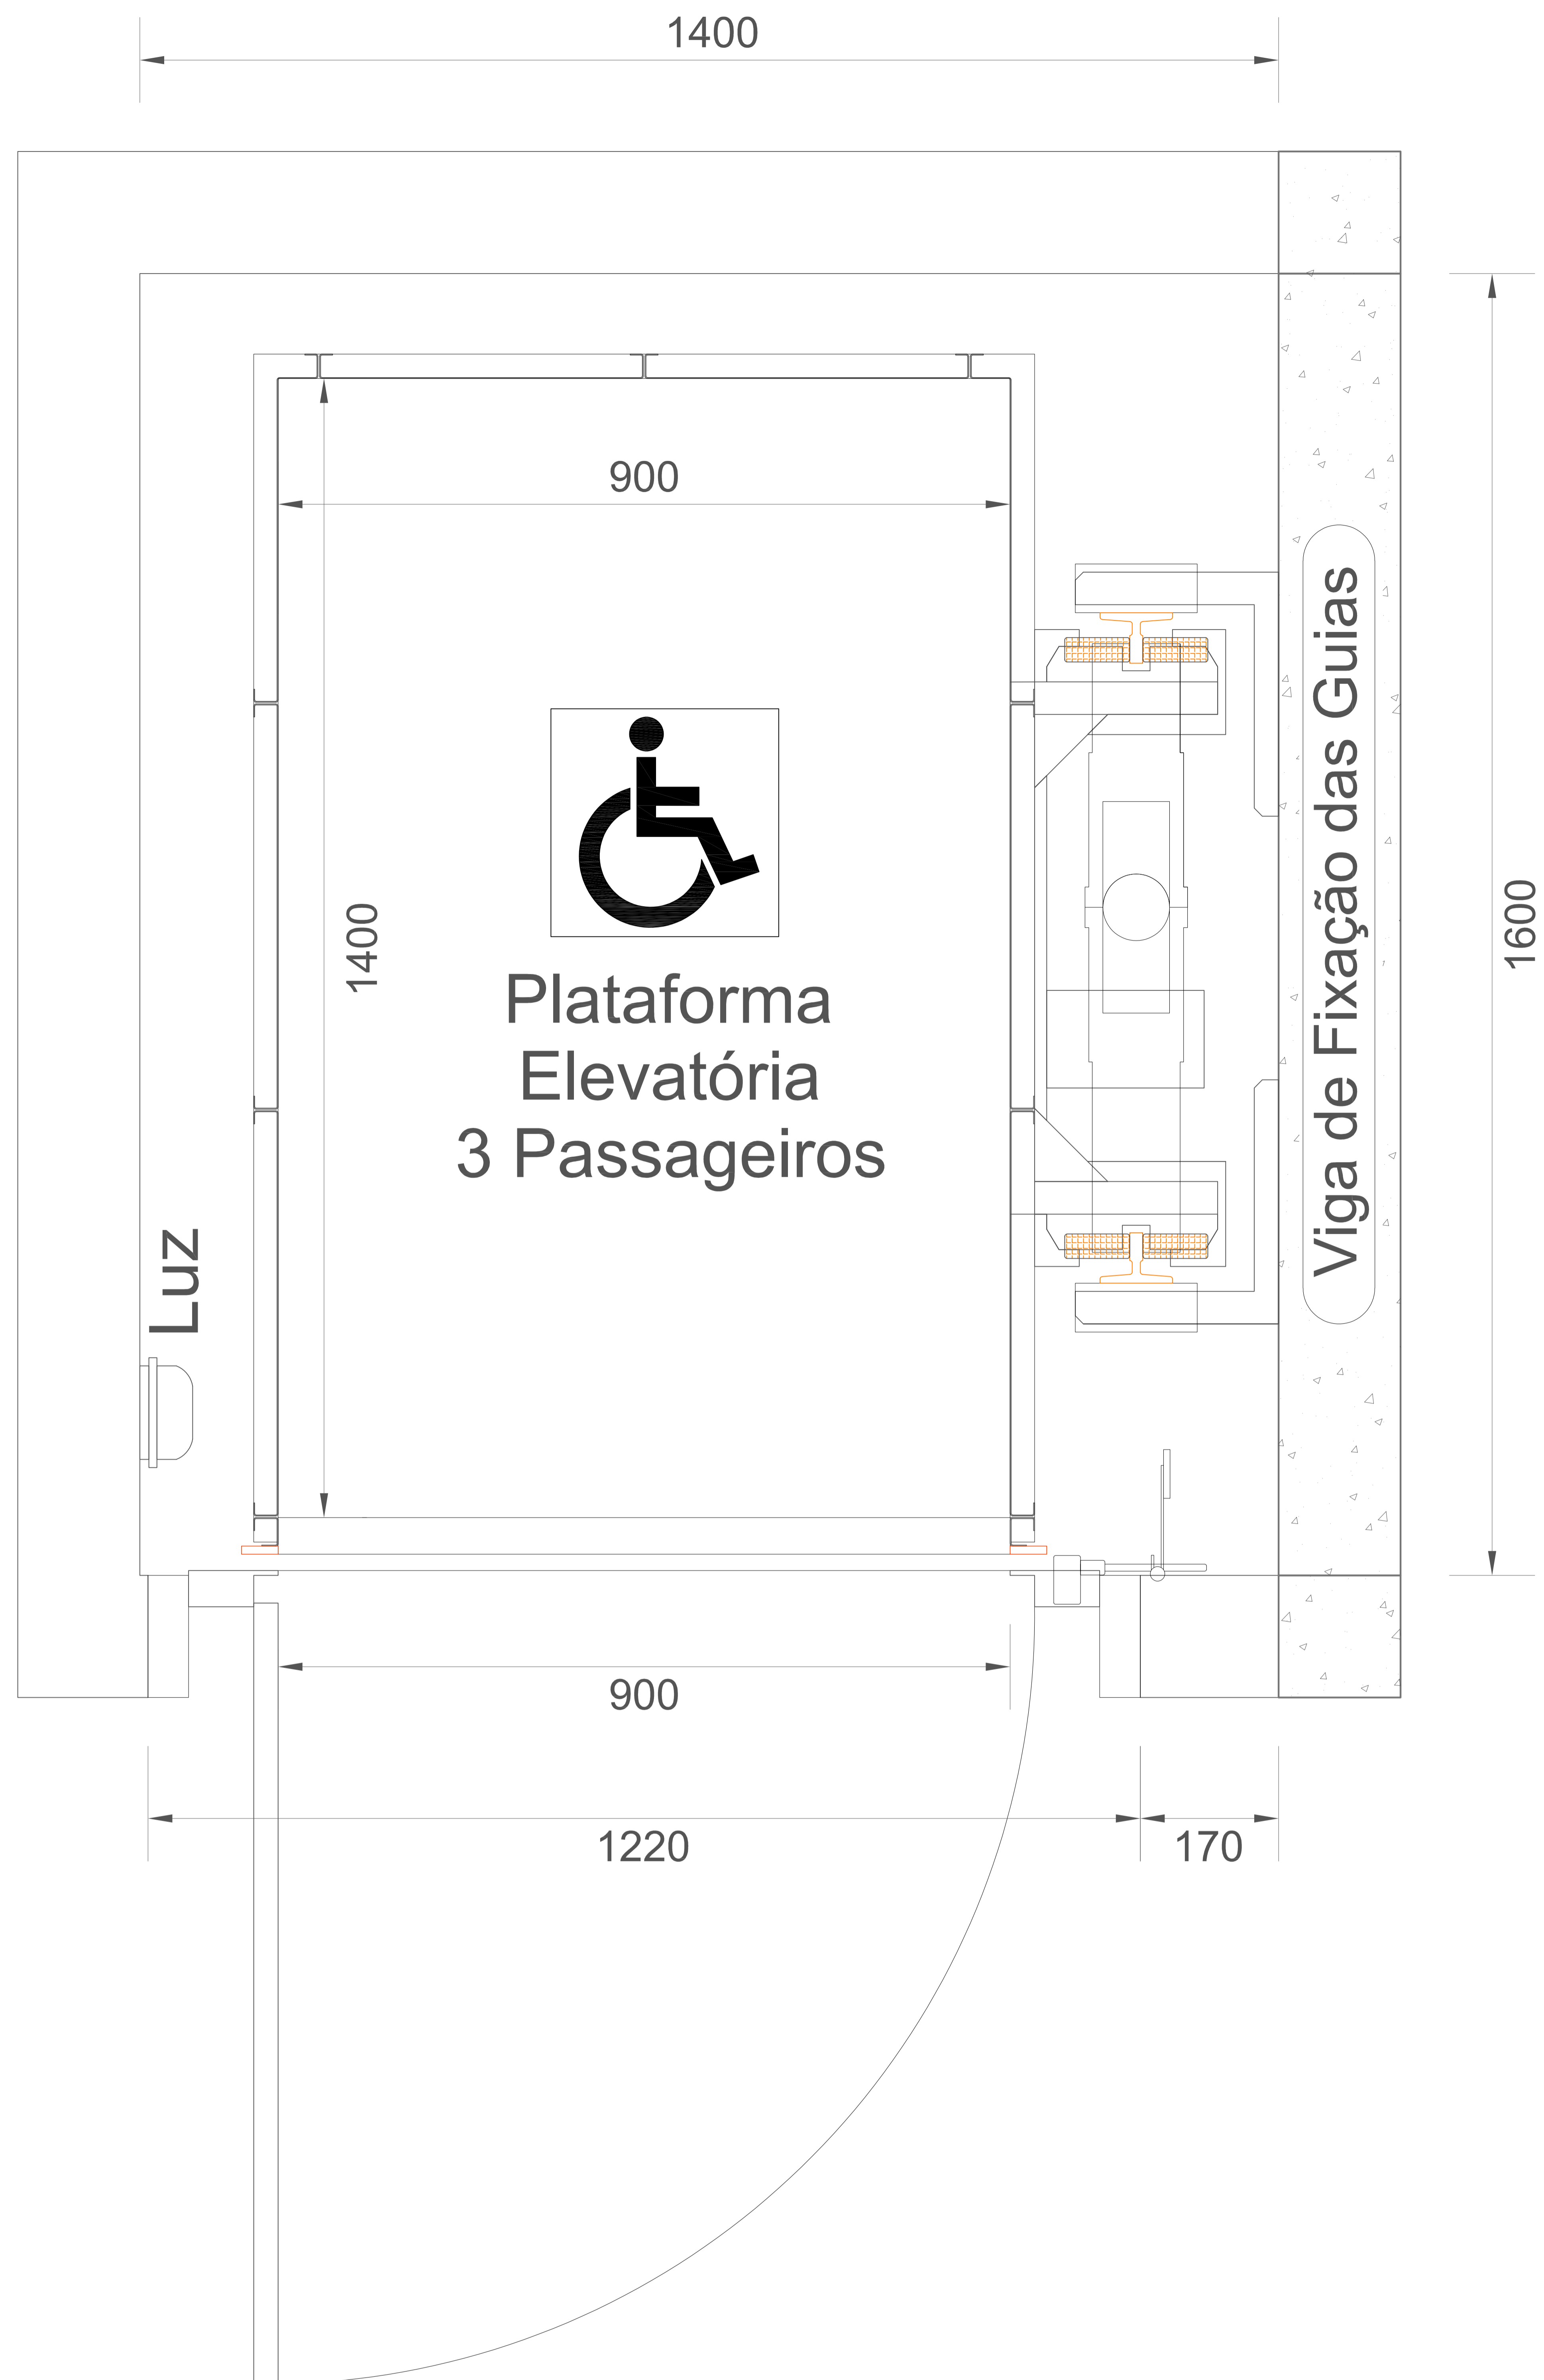 1400
900
1400
1600
Plataforma
Elevatória
3 Passageiros
Viga de Fixação das Guias
Luz
900
1220
170